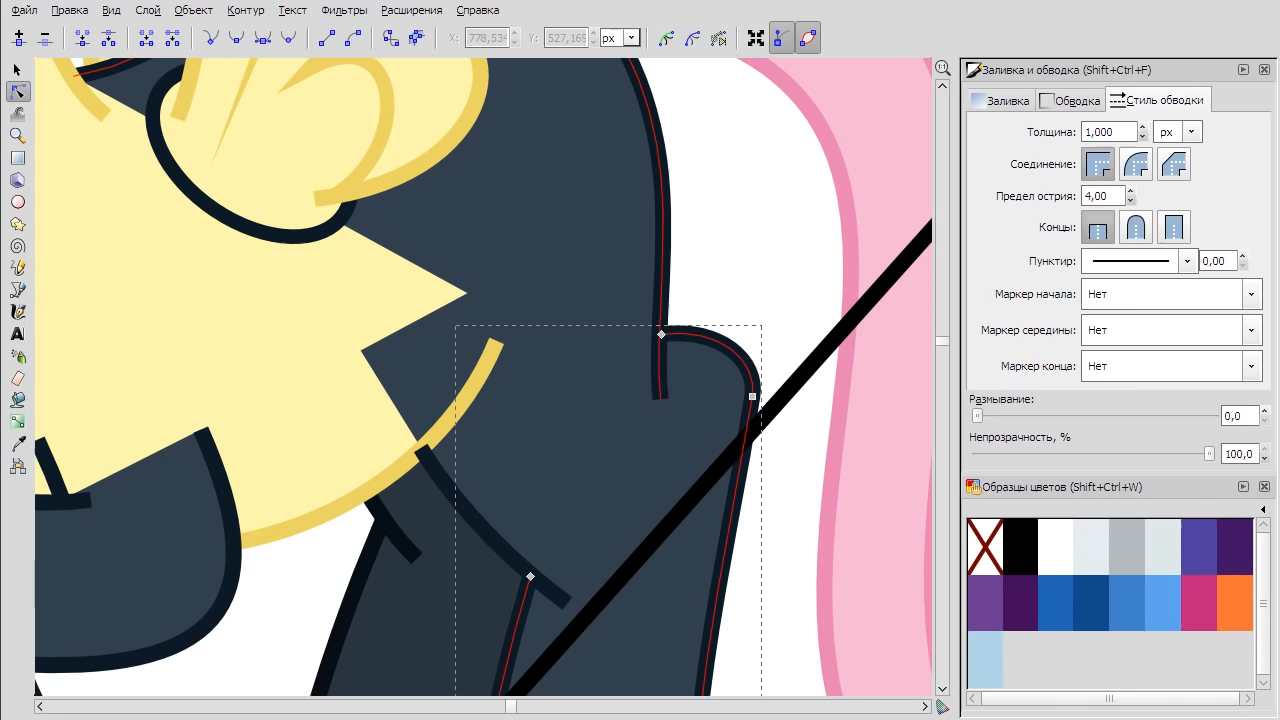 Файл Правка Вид Слой Объект Контур Текст Фильтры Расширения Справка
X: 778,534 Y: 527,169 px
Заливка и обводка (Shift+Ctrl+F)
Заливка Обводка Стиль обводки
Толщина: 1,000 px
Соединение:
Предел острия: 4,00
Концы:
Пунктир: 0,00
Маркер начала: Нет
Маркер середины: Нет
Маркер конца: Нет
Размывание:
0,0
Непрозрачность, %
100,0
Образцы цветов (Shift+Ctrl+W)